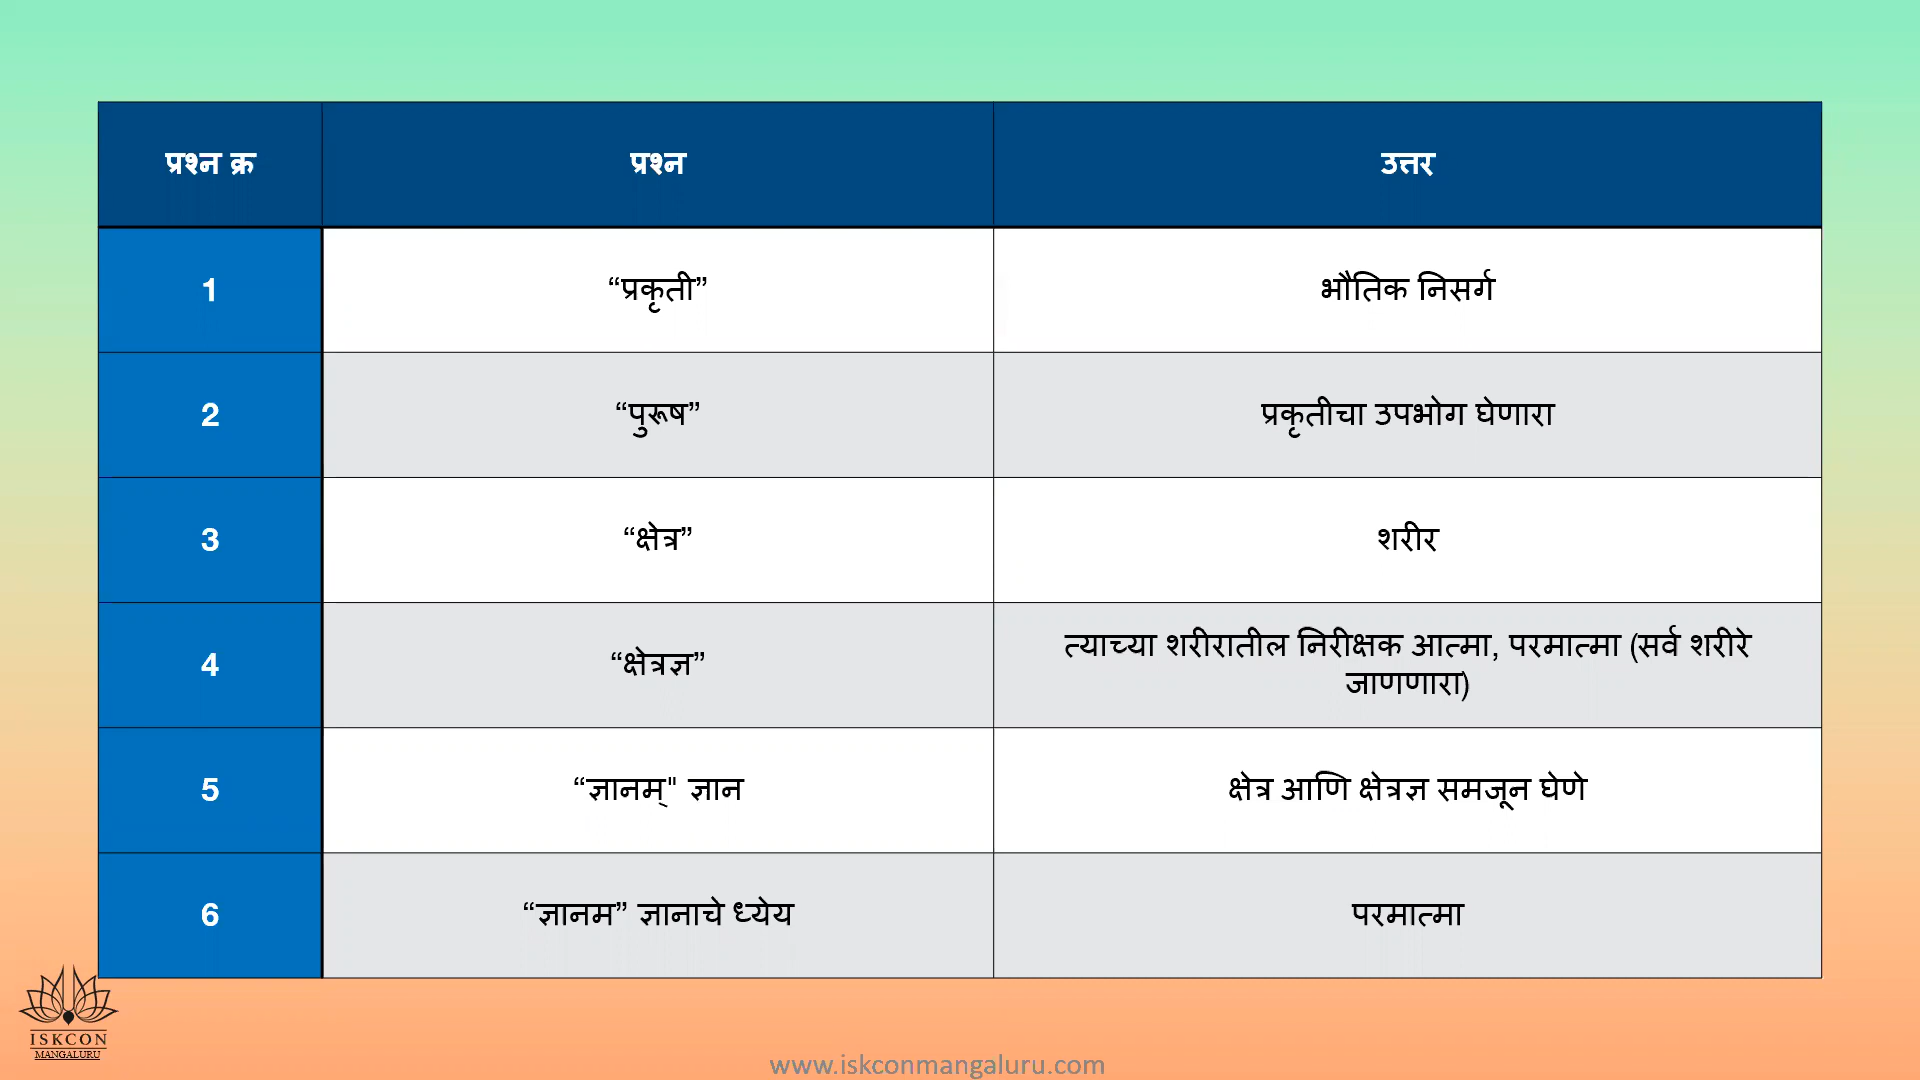 प्रश्न क्र प्रश्न उत्तर
1 “प्रकृती” भौतिक निसर्ग
2 “पुरूष” प्रकृतीचा उपभोग घेणारा
3 “क्षेत्र” शरीर
4 “क्षेत्रज्ञ” त्याच्या शरीरातील निरीक्षक आत्मा, परमात्मा (सर्व शरीरे
जाणणारा)
5 “ज्ञानम्" ज्ञान क्षेत्र आणि क्षेत्रज्ञ समजून घेणे
6 “ज्ञानम” ज्ञानाचे ध्येय परमात्मा
ISKCON
MANGALURU
www.iskconmangaluru.com